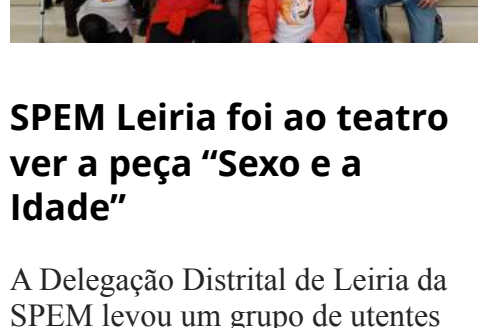 SPEM Leiria foi ao teatro
ver a peça “Sexo e a
Idade”
A Delegação Distrital de Leiria da
SPEM levou um grupo de utentes